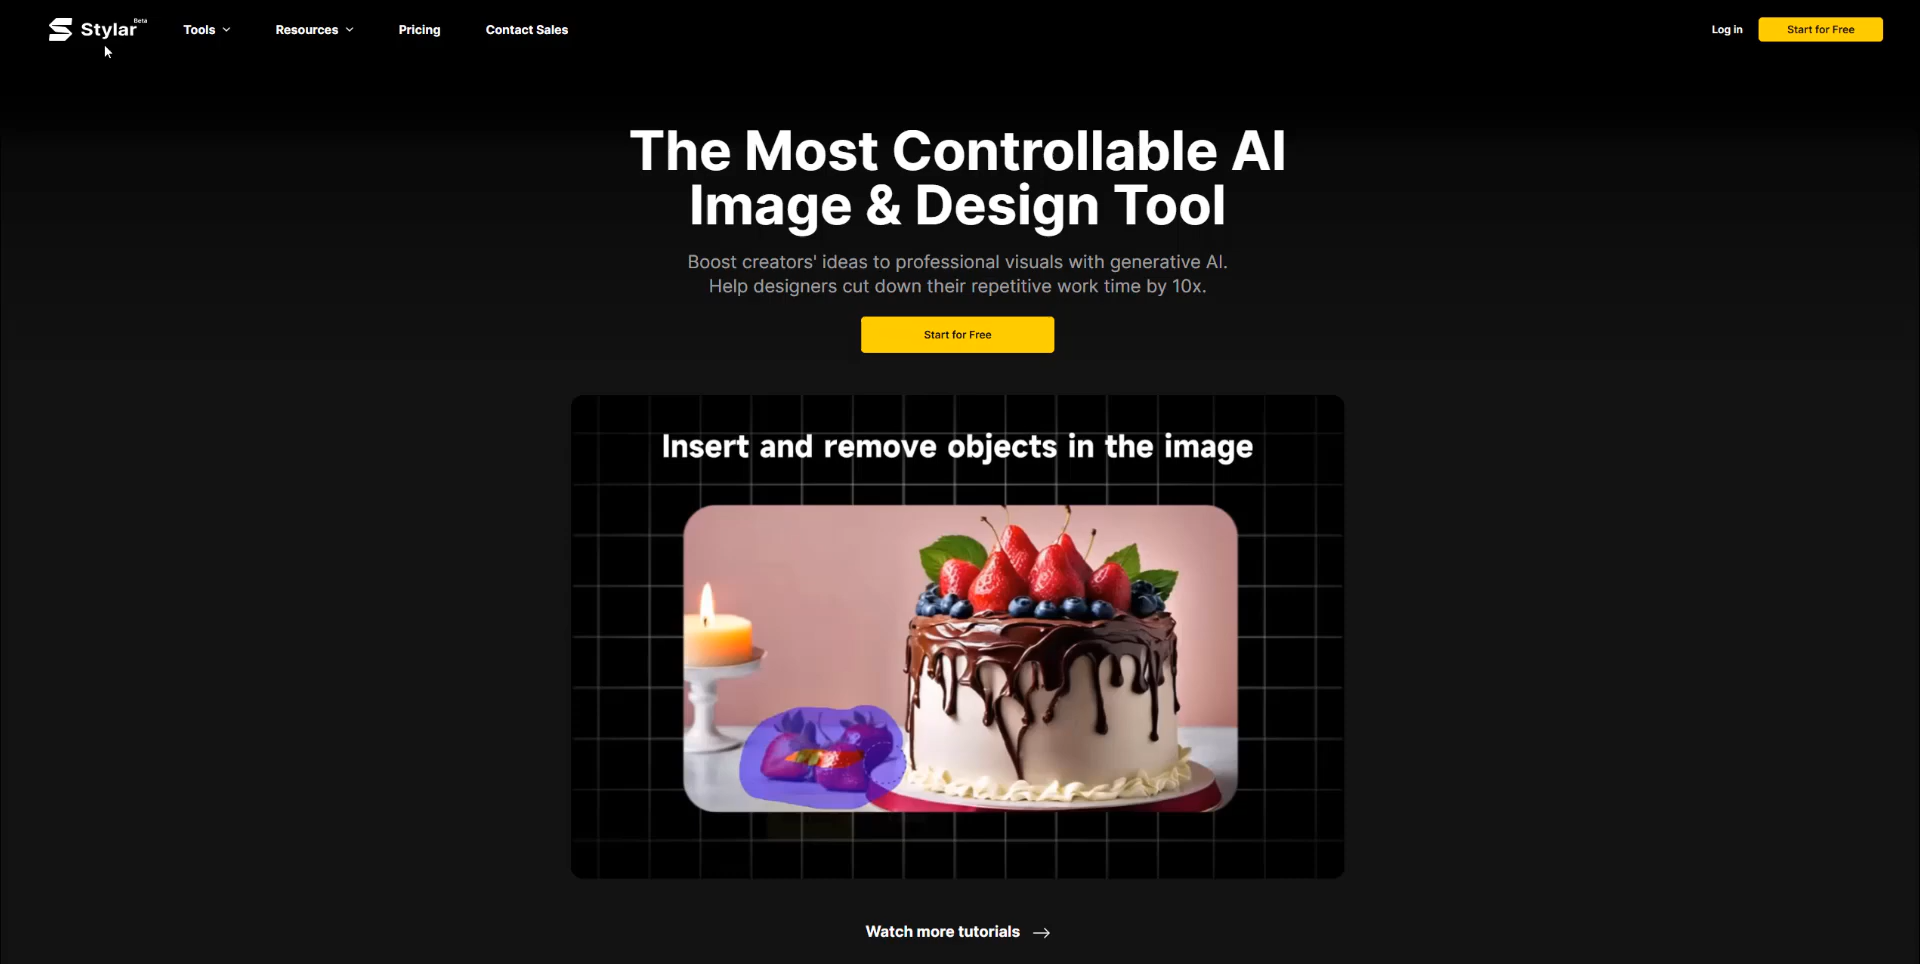 Stylar Beta
Tools
Resources
Pricing
Contact Sales
Log in
Start for Free
The Most Controllable AI
Image & Design Tool
Boost creators' ideas to professional visuals with generative AI.
Help designers cut down their repetitive work time by 10x.
Start for Free
Insert and remove objects in the image
Watch more tutorials